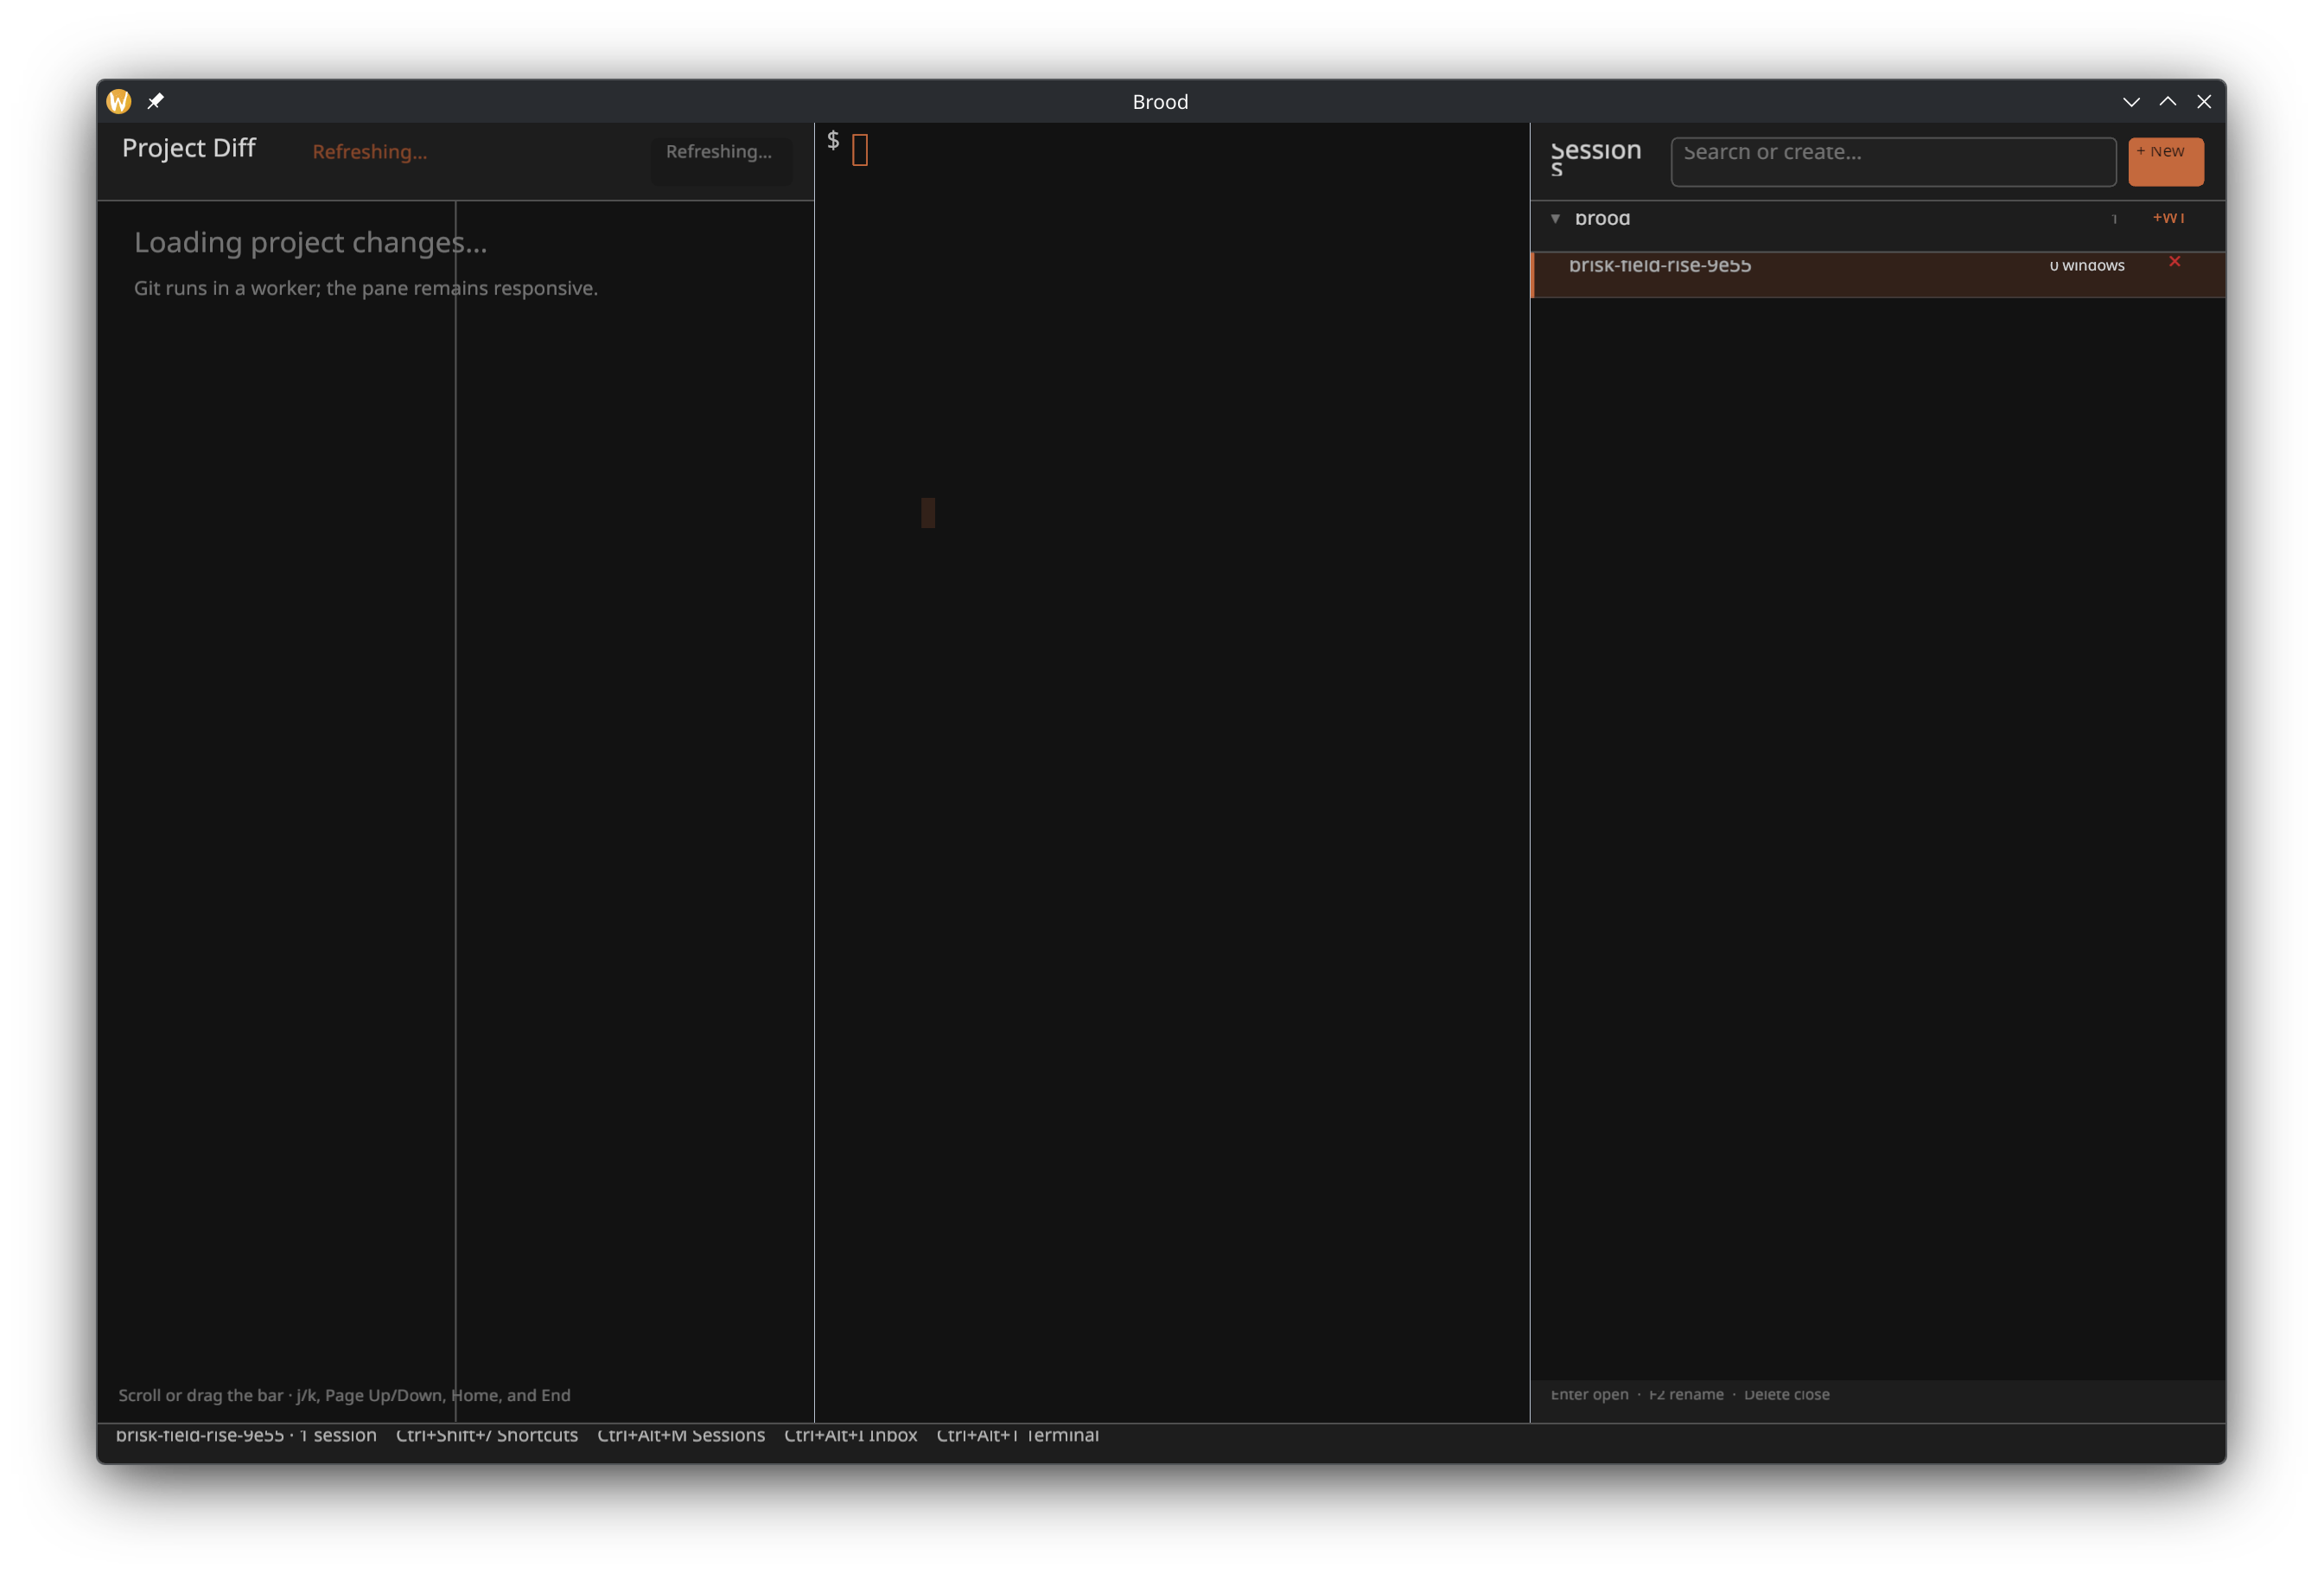 Brood
Project Diff
Refreshing...
Refreshing...
Loading project changes...
Git runs in a worker; the pane remains responsive.
Scroll or drag the bar · j/k, Page Up/Down, Home, and End
$
Sessions
Search or create...
+ New
▼ brood 1 +WT
brisk-field-rise-9e55 0 windows ✕
Enter open · F2 rename · Delete close
brisk-field-rise-9e55 · 1 session Ctrl+Shift+/ Shortcuts Ctrl+Alt+M Sessions Ctrl+Alt+I Inbox Ctrl+Alt+T Terminal